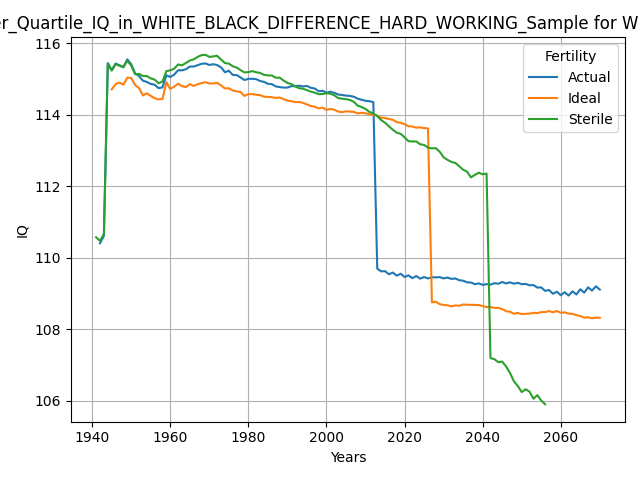 er_Quartile_IQ_in_WHITE_BLACK_DIFFERENCE_HARD_WORKING_Sample for W
116
114
112
110
108
106
IQ
Fertility
Actual
Ideal
Sterile
1940
1960
1980
2000
2020
2040
2060
Years